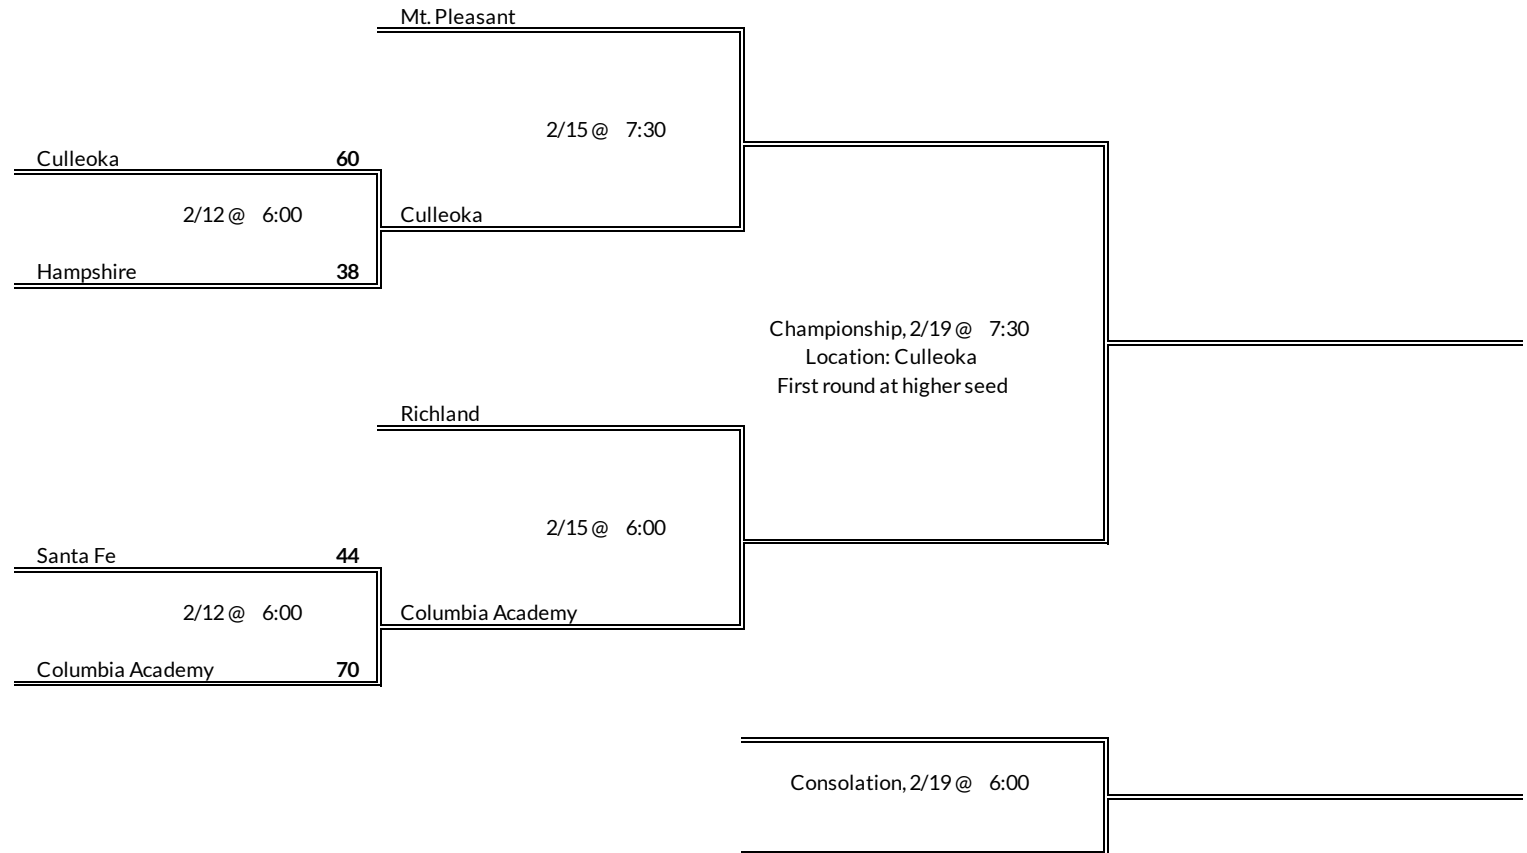 Mt. Pleasant
2/15 @ 7:30
Culleoka 60
2/12 @ 6:00
Culleoka
Hampshire 38
Championship, 2/19 @ 7:30
Location: Culleoka
First round at higher seed
Richland
2/15 @ 6:00
Santa Fe 44
2/12 @ 6:00
Columbia Academy
Columbia Academy 70
Consolation, 2/19 @ 6:00